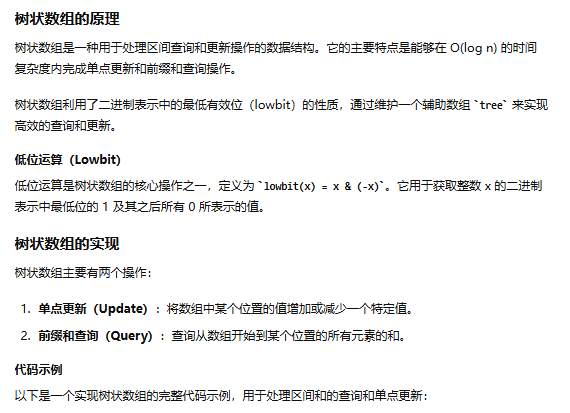 树状数组的原理
树状数组是一种用于处理区间查询和更新操作的数据结构。它的主要特点是能够在 O(log n) 的时间
复杂度内完成单点更新和前缀和查询操作。
树状数组利用了二进制表示中的最低有效位（lowbit）的性质，通过维护一个辅助数组 `tree` 来实现
高效的查询和更新。
低位运算（Lowbit）
低位运算是树状数组的核心操作之一，定义为 `lowbit(x) = x & (-x)`。它用于获取整数 x 的二进制
表示中最低位的 1 及其之后所有 0 所表示的值。
树状数组的实现
树状数组主要有两个操作：
1. 单点更新（Update）：将数组中某个位置的值增加或减少一个特定值。
2. 前缀和查询（Query）：查询从数组开始到某个位置的所有元素的和。
代码示例
以下是一个实现树状数组的完整代码示例，用于处理区间和的查询和单点更新：